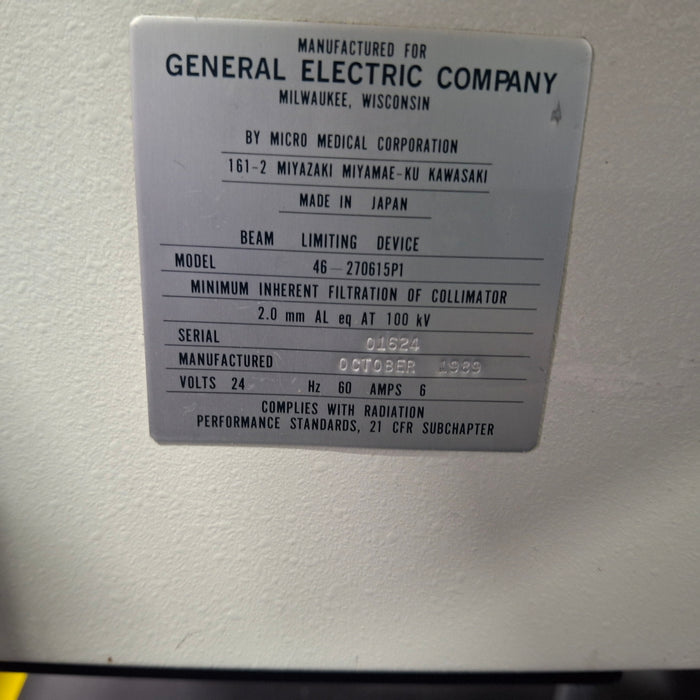 MANUFACTURED FOR
GENERAL ELECTRIC COMPANY
MILWAUKEE, WISCONSIN
BY MICRO MEDICAL CORPORATION
161-2 MIYAZAKI MIYAMAE-KU KAWASAKI
MADE IN JAPAN
BEAM LIMITING DEVICE
MODEL 46-270615P1
MINIMUM INHERENT FILTRATION OF COLLIMATOR
2.0 mm AL eq AT 100 kV
SERIAL 01624
MANUFACTURED OCTOBER 1989
VOLTS 24 Hz 60 AMPS 6
COMPLIES WITH RADIATION
PERFORMANCE STANDARDS, 21 CFR SUBCHAPTER